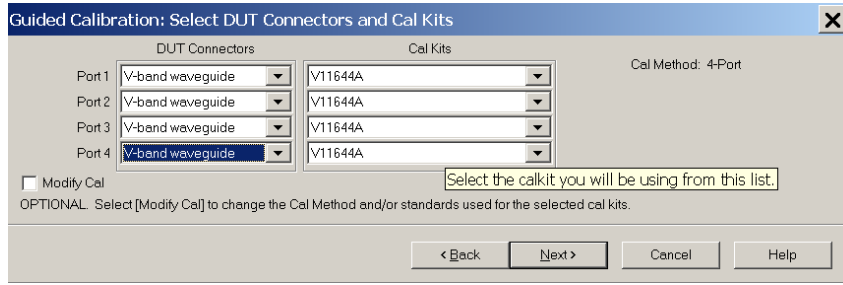 Guided Calibration: Select DUT Connectors and Cal Kits
DUT Connectors Cal Kits
Cal Method: 4-Port
Port 1 V-band waveguide V11644A
Port 2 V-band waveguide V11644A
Port 3 V-band waveguide V11644A
Port 4 V-band waveguide V11644A
Modify Cal
Select the calkit you will be using from this list.
OPTIONAL. Select [Modify Cal] to change the Cal Method and/or standards used for the selected cal kits.
< Back Next > Cancel Help